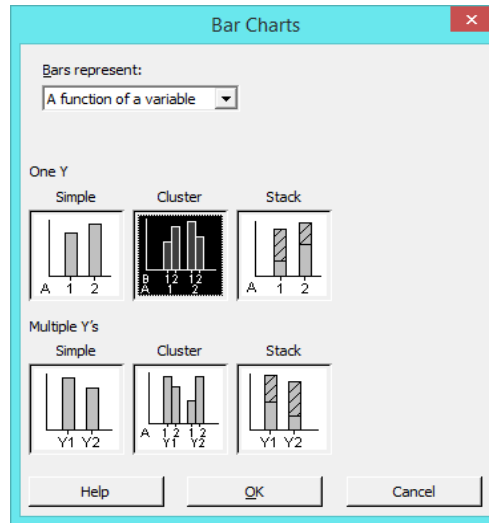 Bar Charts
Bars represent:
A function of a variable
One Y
Simple Cluster Stack
A 1 2
B 1 2 1 2
A 1 2
A 1 2
Multiple Y's
Simple Cluster Stack
Y1 Y2
A 1 2 1 2
Y1 Y2
Y1 Y2
Help OK Cancel